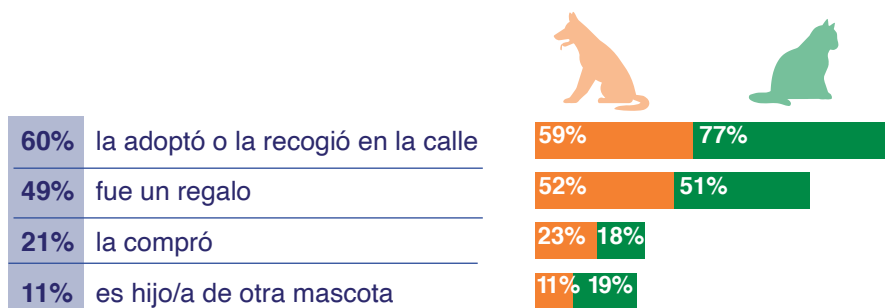 60% la adoptó o la recogió en la calle 59% 77%
49% fue un regalo 52% 51%
21% la compró 23% 18%
11% es hijo/a de otra mascota 11% 19%